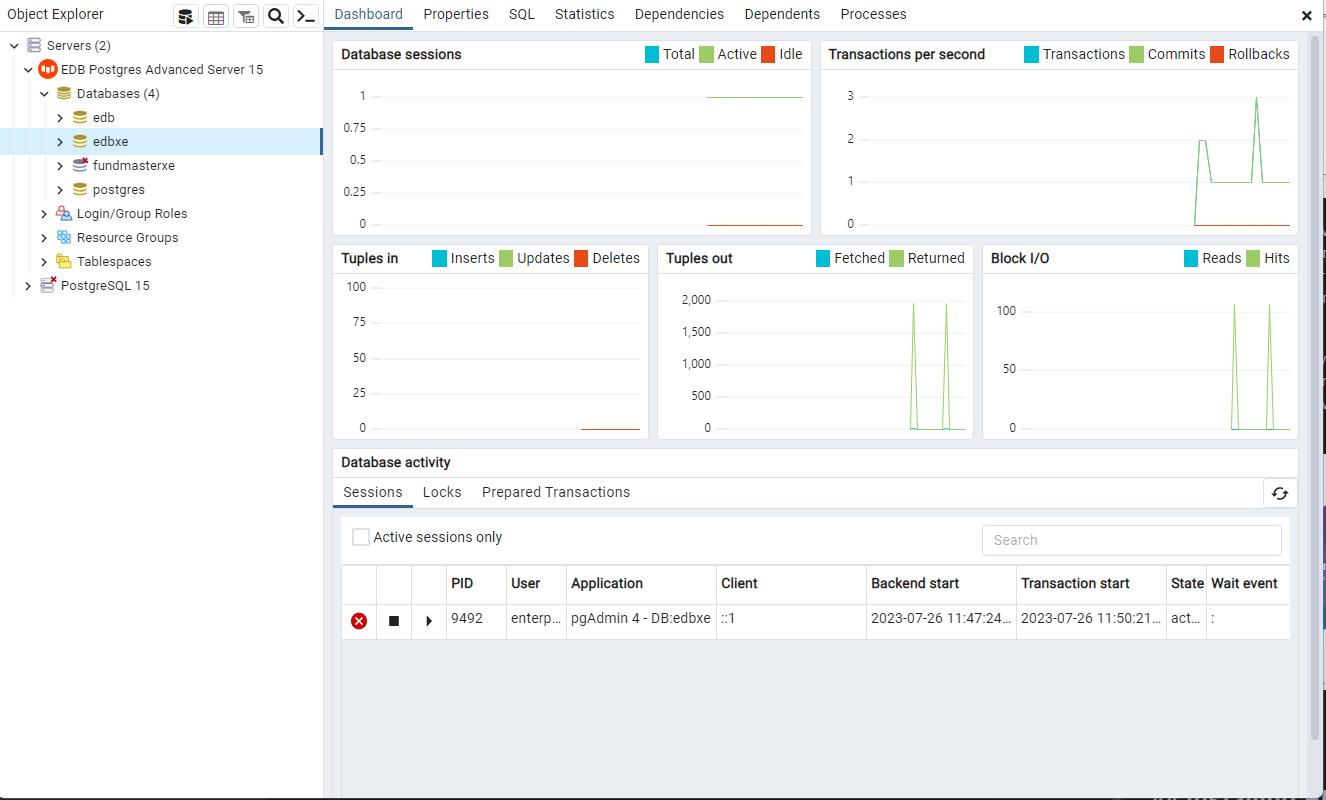 Object Explorer
Servers (2)
EDB Postgres Advanced Server 15
Databases (4)
edb
edbxe
fundmasterxe
postgres
Login/Group Roles
Resource Groups
Tablespaces
PostgreSQL 15
Dashboard Properties SQL Statistics Dependencies Dependents Processes
Database sessions Total Active Idle
1
0.75
0.5
0.25
0
Transactions per second Transactions Commits Rollbacks
3
2
1
0
Tuples in Inserts Updates Deletes
100
75
50
25
0
Tuples out Fetched Returned
2,000
1,500
1,000
500
0
Block I/O Reads Hits
100
50
0
Database activity
Sessions Locks Prepared Transactions
Active sessions only Search
PID User Application Client Backend start Transaction start State Wait event
9492 enterp... pgAdmin 4 - DB:edbxe ::1 2023-07-26 11:47:24... 2023-07-26 11:50:21... act... :